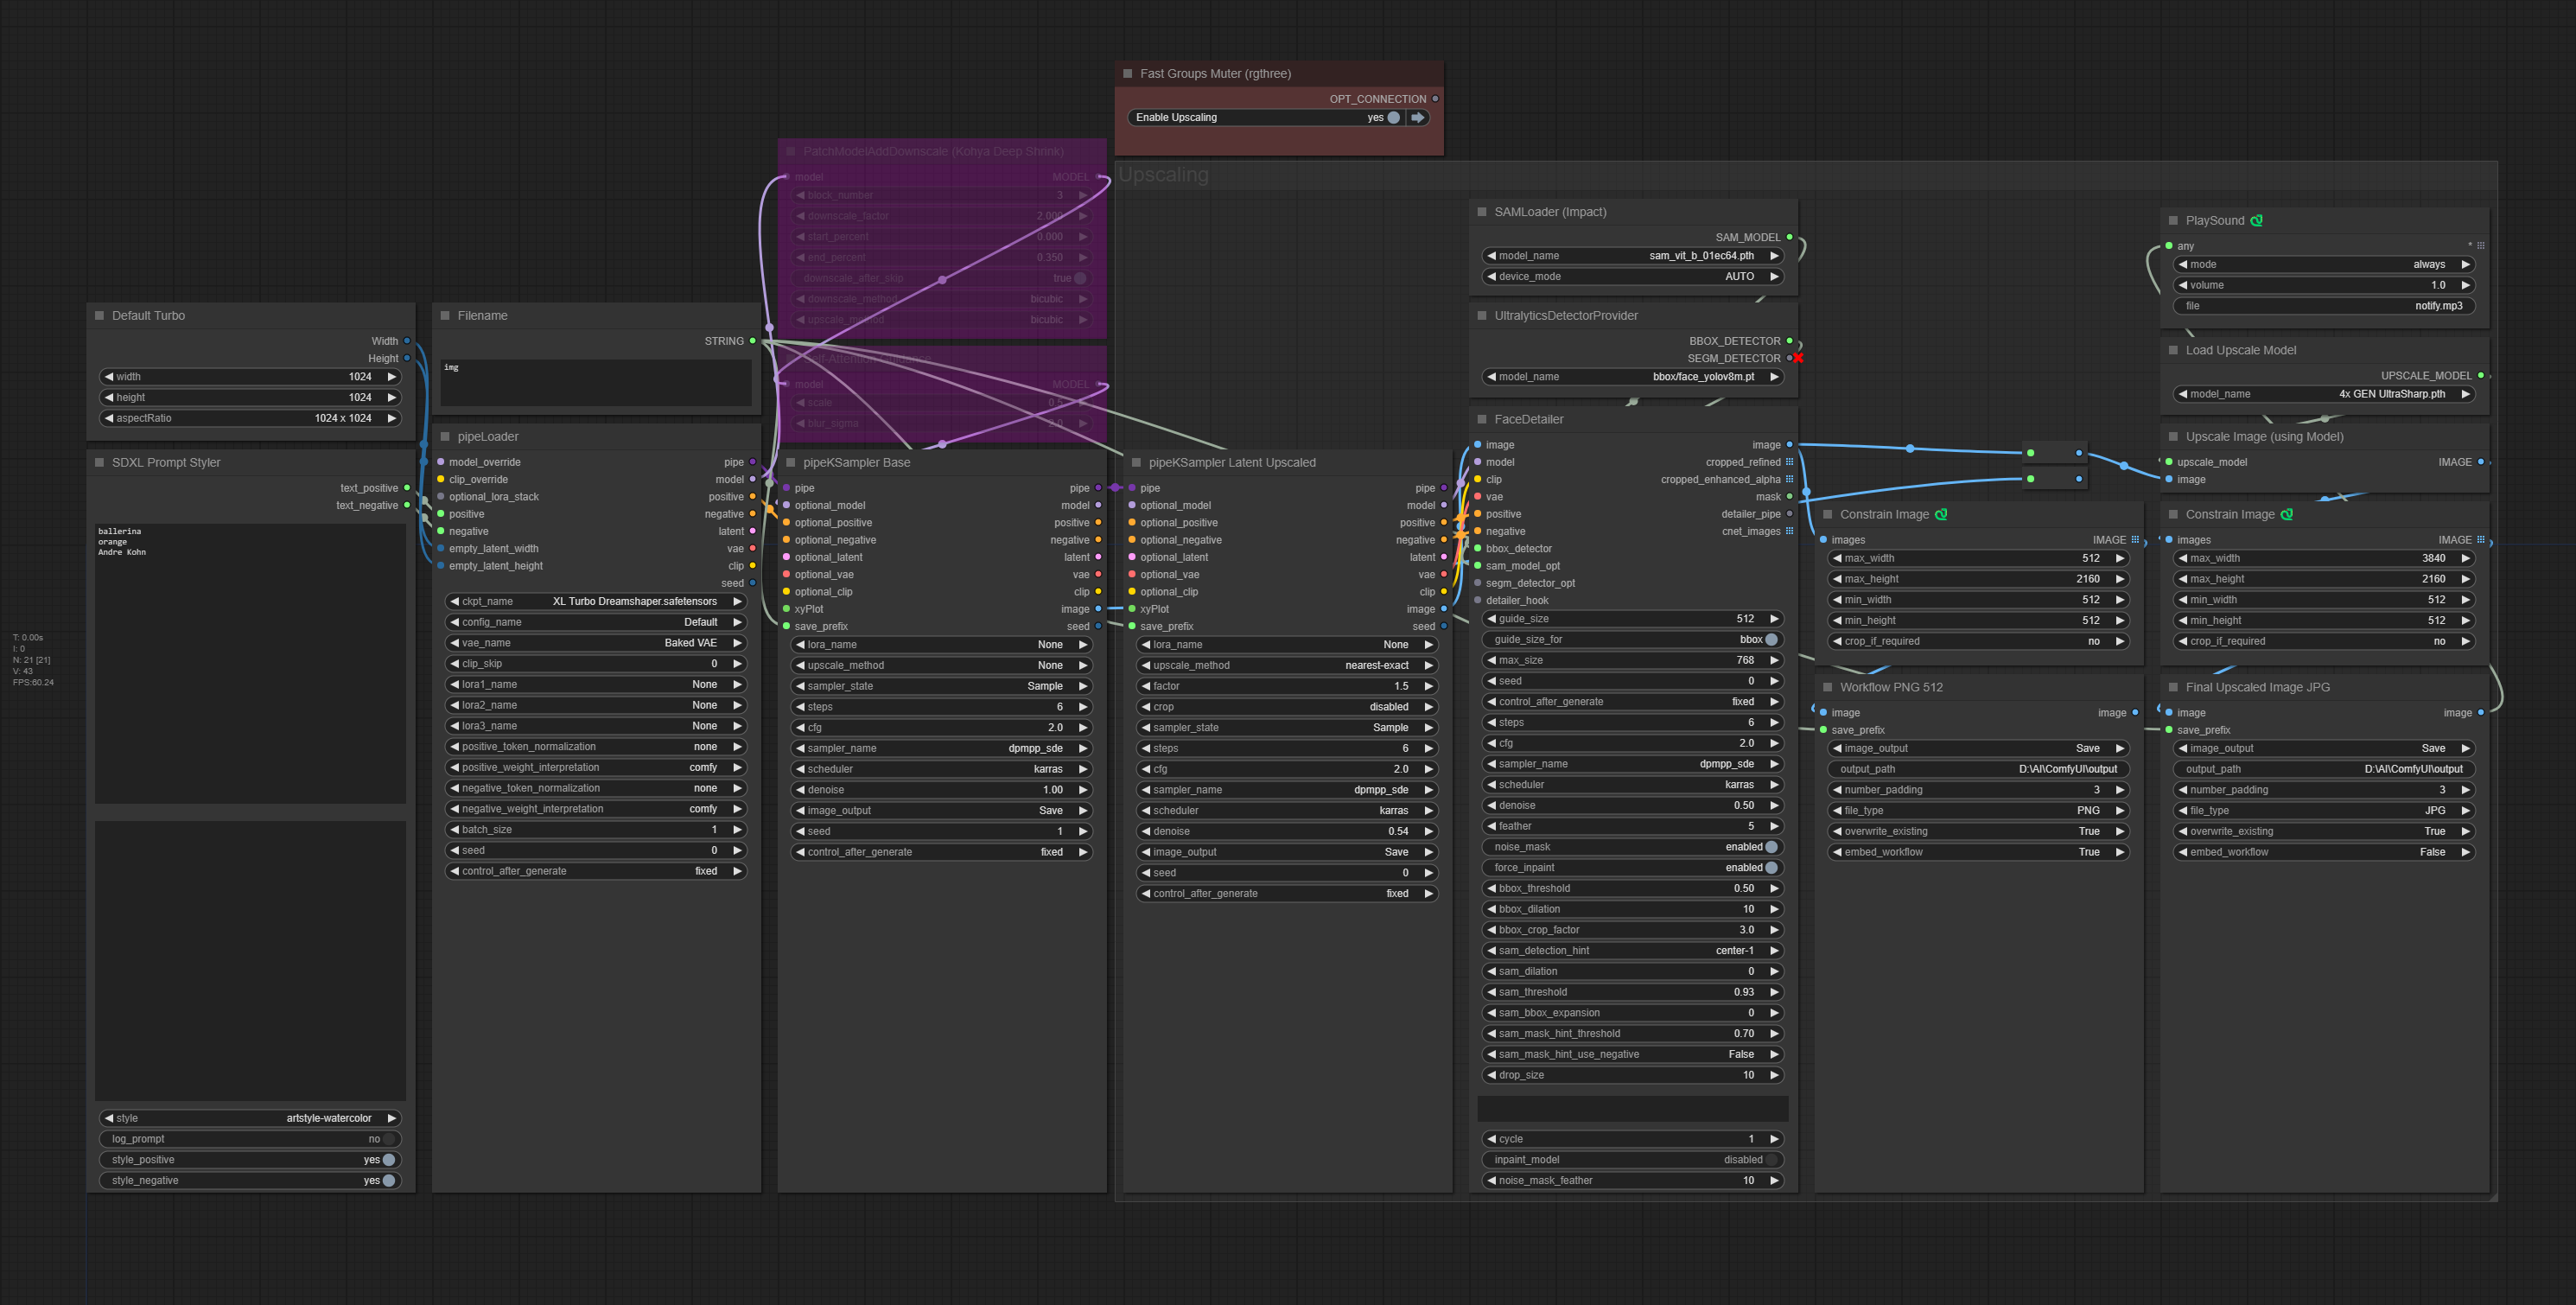 Fast Groups Muter (rgthree)
OPT_CONNECTION
Enable Upscaling yes
PatchModelAddDownscale (Kohya Deep Shrink)
model MODEL
block_number 3
downscale_factor 2.000
start_percent 0.000
end_percent 0.350
downscale_after_skip true
downscale_method bicubic
upscale_method bicubic
model MODEL
scale 0.5
blur_sigma 2.0
Upscaling
Default Turbo
Width
Height
width 1024
height 1024
aspectRatio 1024 x 1024
SDXL Prompt Styler
text_positive
text_negative
ballerina
orange
Andre Kohn
style artstyle-watercolor
log_prompt no
style_positive yes
style_negative yes
T: 0.00s
I: 0
N: 21 [21]
V: 43
FPS:60.24
Filename
STRING
img
pipeLoader
model_override pipe
clip_override model
optional_lora_stack positive
positive negative
negative latent
empty_latent_width vae
empty_latent_height clip
seed
ckpt_name XL Turbo Dreamshaper.safetensors
config_name Default
vae_name Baked VAE
clip_skip 0
lora1_name None
lora2_name None
lora3_name None
positive_token_normalization none
positive_weight_interpretation comfy
negative_token_normalization none
negative_weight_interpretation comfy
batch_size 1
seed 0
control_after_generate fixed
pipeKSampler Base
pipe pipe
optional_model model
optional_positive positive
optional_negative negative
optional_latent latent
optional_vae vae
optional_clip clip
xyPlot image
save_prefix seed
lora_name None
upscale_method None
sampler_state Sample
steps 6
cfg 2.0
sampler_name dpmpp_sde
scheduler karras
denoise 1.00
image_output Save
seed 1
control_after_generate fixed
pipeKSampler Latent Upscaled
pipe pipe
optional_model model
optional_positive positive
optional_negative negative
optional_latent latent
optional_vae vae
optional_clip clip
xyPlot image
save_prefix seed
lora_name None
upscale_method nearest-exact
factor 1.5
crop disabled
sampler_state Sample
steps 6
cfg 2.0
sampler_name dpmpp_sde
scheduler karras
denoise 0.54
image_output Save
seed 0
control_after_generate fixed
SAMLoader (Impact)
SAM_MODEL
model_name sam_vit_b_01ec64.pth
device_mode AUTO
UltralyticsDetectorProvider
BBOX_DETECTOR
SEGM_DETECTOR
model_name bbox/face_yolov8m.pt
FaceDetailer
image image
model cropped_refined
clip cropped_enhanced_alpha
vae mask
positive detailer_pipe
negative cnet_images
bbox_detector
sam_model_opt
segm_detector_opt
detailer_hook
guide_size 512
guide_size_for bbox
max_size 768
seed 0
control_after_generate fixed
steps 6
cfg 2.0
sampler_name dpmpp_sde
scheduler karras
denoise 0.50
feather 5
noise_mask enabled
force_inpaint enabled
bbox_threshold 0.50
bbox_dilation 10
bbox_crop_factor 3.0
sam_detection_hint center-1
sam_dilation 0
sam_threshold 0.93
sam_bbox_expansion 0
sam_mask_hint_threshold 0.70
sam_mask_hint_use_negative False
drop_size 10
cycle 1
inpaint_model disabled
noise_mask_feather 10
Constrain Image
images IMAGE
max_width 512
max_height 2160
min_width 512
min_height 512
crop_if_required no
Workflow PNG 512
image image
save_prefix
image_output Save
output_path D:\AI\ComfyUI\output
number_padding 3
file_type PNG
overwrite_existing True
embed_workflow True
PlaySound
any *
mode always
volume 1.0
file notify.mp3
Load Upscale Model
UPSCALE_MODEL
model_name 4x GEN UltraSharp.pth
Upscale Image (using Model)
upscale_model IMAGE
image
Constrain Image
images IMAGE
max_width 3840
max_height 2160
min_width 512
min_height 512
crop_if_required no
Final Upscaled Image JPG
image image
save_prefix
image_output Save
output_path D:\AI\ComfyUI\output
number_padding 3
file_type JPG
overwrite_existing True
embed_workflow False